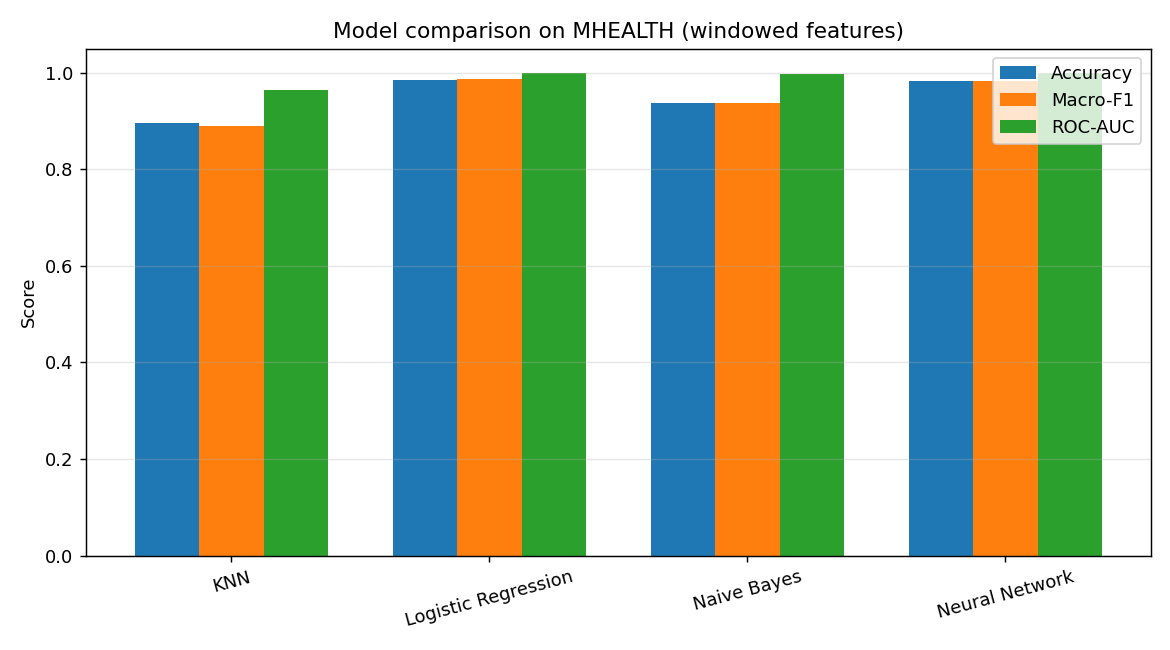 Model comparison on MHEALTH (windowed features)
Accuracy
Macro-F1
ROC-AUC
Score
1.0
0.8
0.6
0.4
0.2
0.0
KNN
Logistic Regression
Naive Bayes
Neural Network